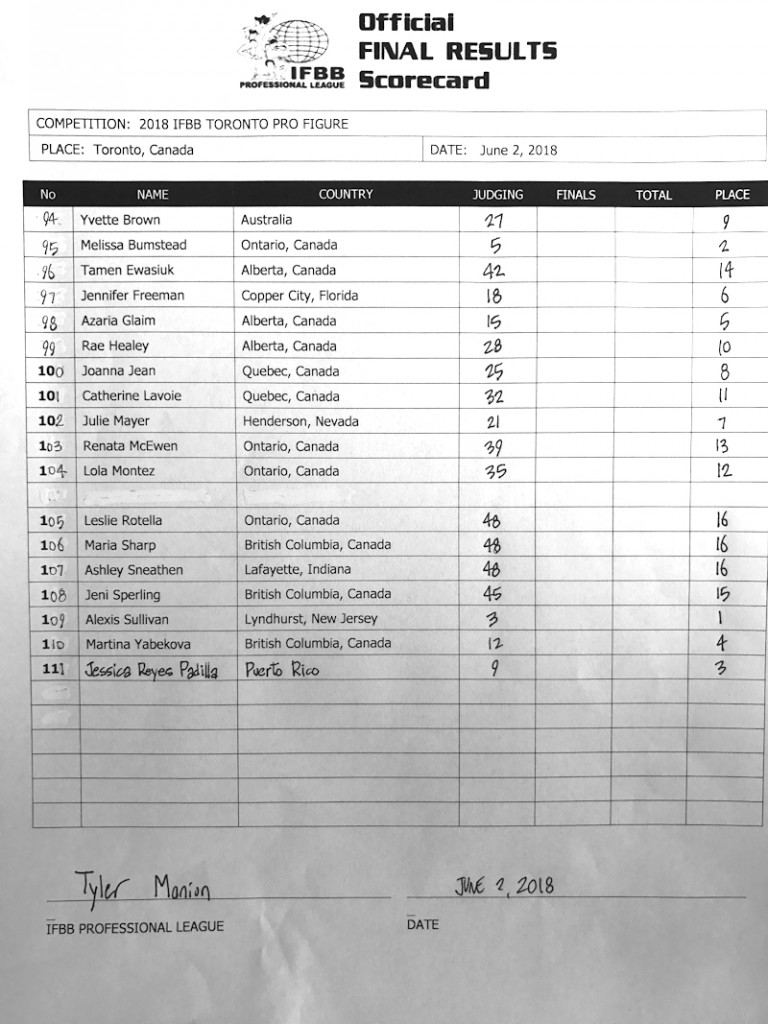 Official
FINAL RESULTS
Scorecard
IFBB
PROFESSIONAL LEAGUE
COMPETITION: 2018 IFBB TORONTO PRO FIGURE
PLACE: Toronto, Canada DATE: June 2, 2018
No NAME COUNTRY JUDGING FINALS TOTAL PLACE
94 Yvette Brown Australia 27 9
95 Melissa Bumstead Ontario, Canada 5 2
96 Tamen Ewasiuk Alberta, Canada 42 14
97 Jennifer Freeman Copper City, Florida 18 6
98 Azaria Glaim Alberta, Canada 15 5
99 Rae Healey Alberta, Canada 28 10
100 Joanna Jean Quebec, Canada 25 8
101 Catherine Lavoie Quebec, Canada 32 11
102 Julie Mayer Henderson, Nevada 21 7
103 Renata McEwen Ontario, Canada 39 13
104 Lola Montez Ontario, Canada 35 12
105 Leslie Rotella Ontario, Canada 48 16
106 Maria Sharp British Columbia, Canada 48 16
107 Ashley Sneathen Lafayette, Indiana 48 16
108 Jeni Sperling British Columbia, Canada 45 15
109 Alexis Sullivan Lyndhurst, New Jersey 3 1
110 Martina Yabekova British Columbia, Canada 12 4
111 Jessica Reyes Padilla Puerto Rico 9 3
Tyler Manion JUNE 2, 2018
IFBB PROFESSIONAL LEAGUE DATE